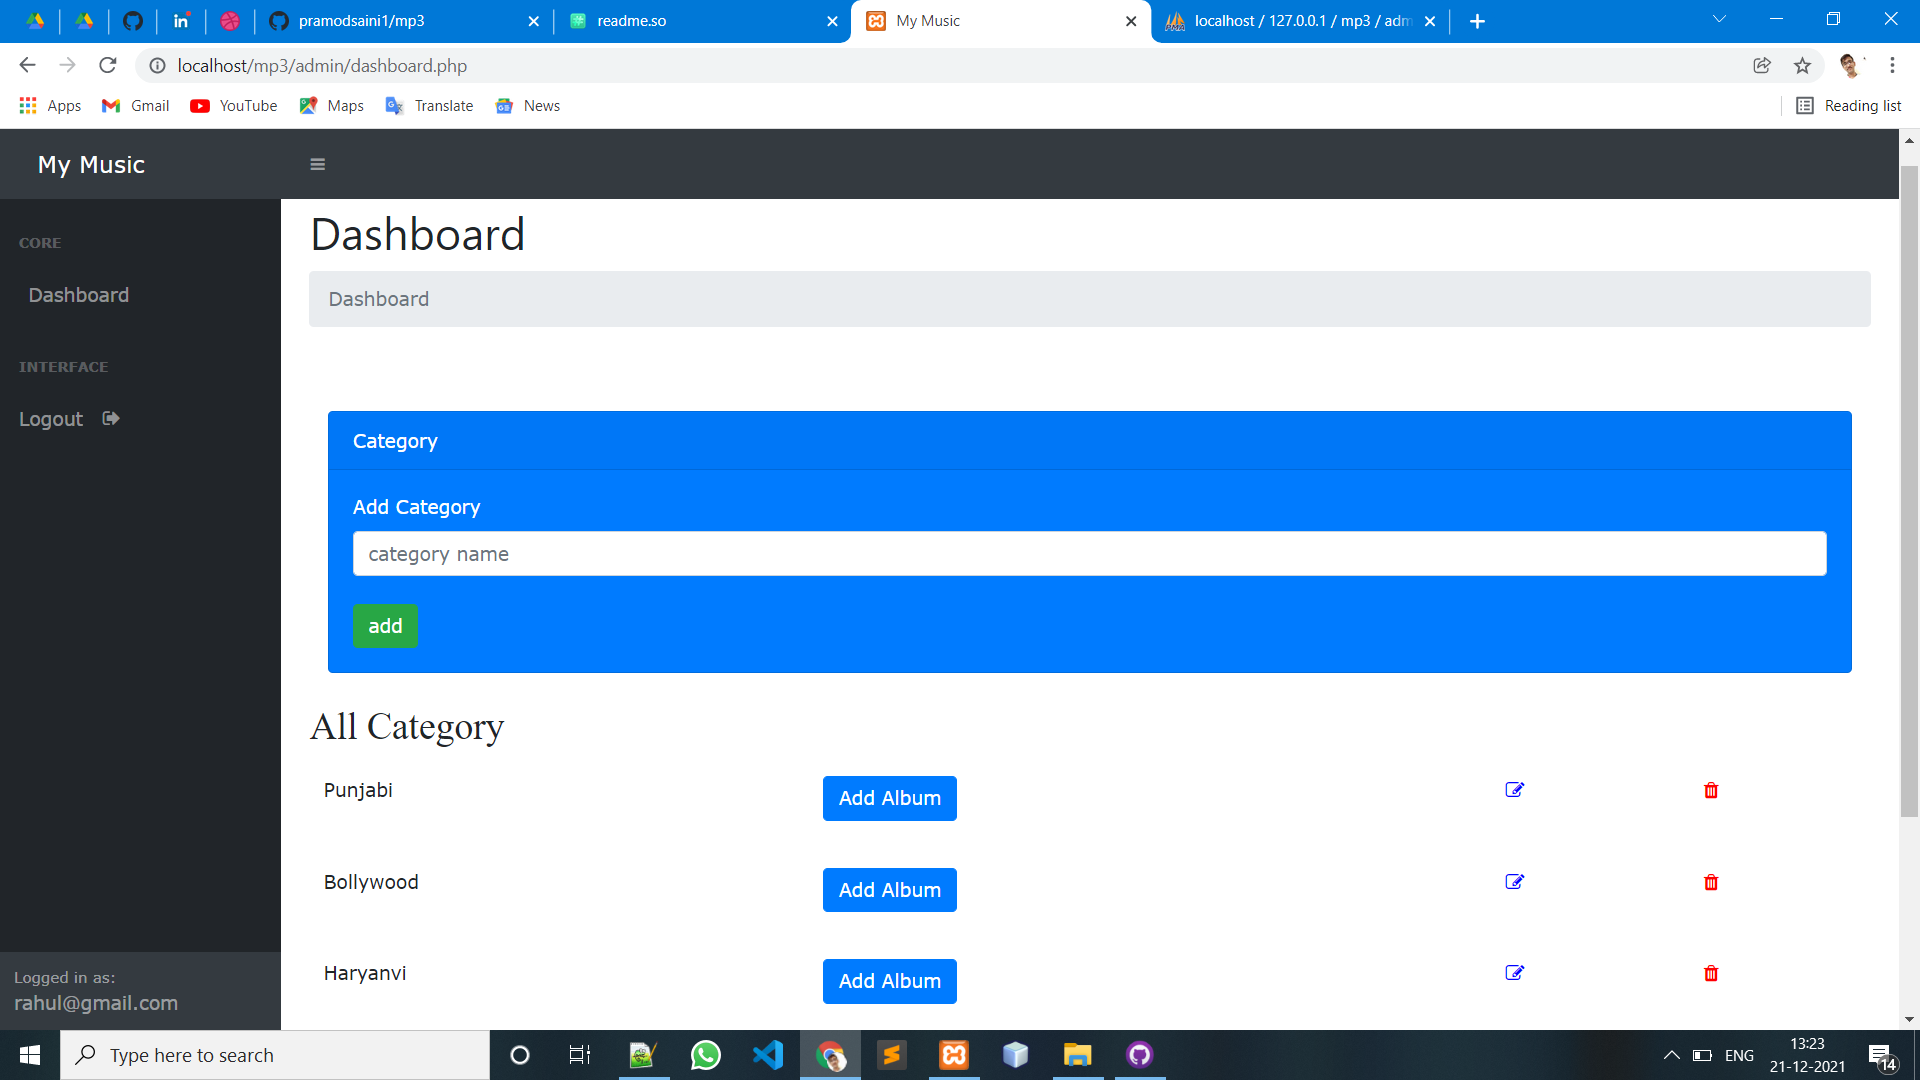 pramodsaini1/mp3
readme.so
My Music
localhost / 127.0.0.1 / mp3 / adm
localhost/mp3/admin/dashboard.php
Apps
Gmail
YouTube
Maps
Translate
News
Reading list
My Music
Dashboard
CORE
Dashboard
Dashboard
INTERFACE
Logout
Category
Add Category
category name
add
All Category
Punjabi
Add Album
Bollywood
Add Album
Haryanvi
Add Album
Logged in as:
rahul@gmail.com
Type here to search
ENG
13:23
21-12-2021
14